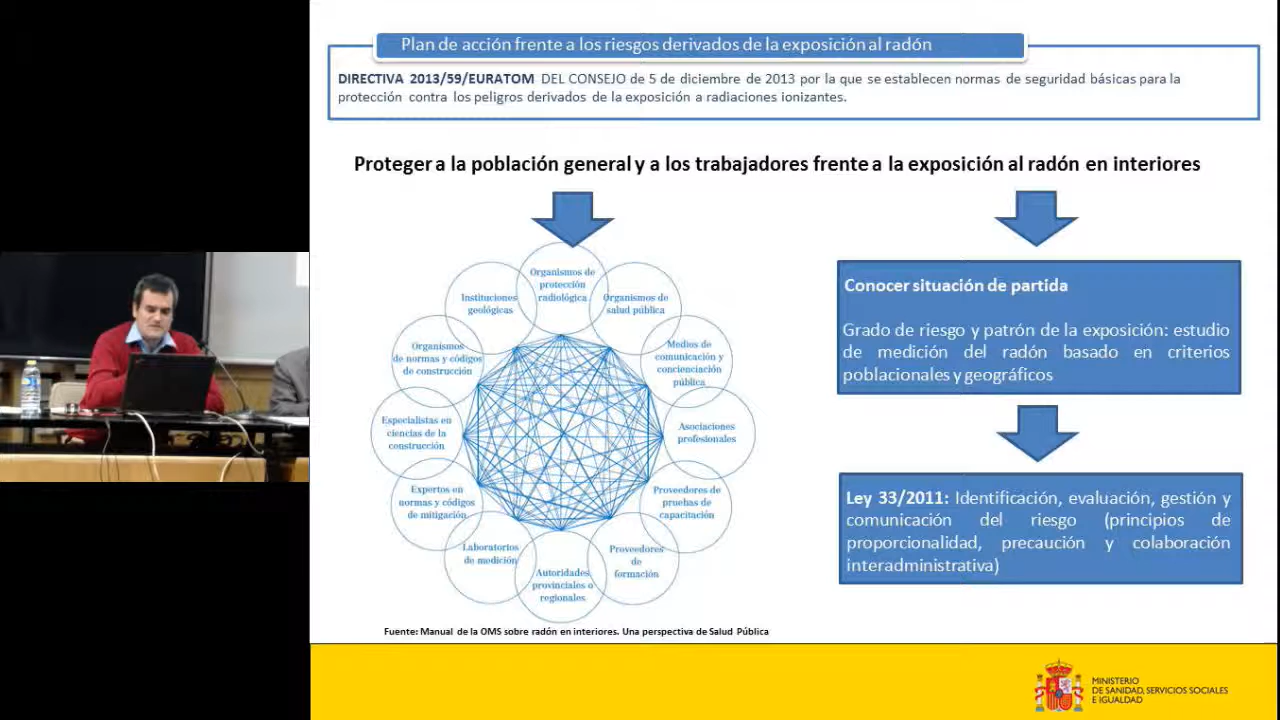 Plan de acción frente a los riesgos derivados de la exposición al radón
DIRECTIVA 2013/59/EURATOM DEL CONSEJO de 5 de diciembre de 2013 por la que se establecen normas de seguridad básicas para la
protección contra los peligros derivados de la exposición a radiaciones ionizantes.
Proteger a la población general y a los trabajadores frente a la exposición al radón en interiores
Organismos de
protección
radiológica
Organismos de
salud pública
Medios de
comunicación y
concienciación
pública
Asociaciones
profesionales
Proveedores de
pruebas de
capacitación
Proveedores
de
formación
Autoridades
provinciales o
regionales
Laboratorios
de medición
Expertos en
normas y códigos
de mitigación
Especialistas en
ciencias de la
construcción
Organismos
de normas y códigos
de construcción
Instituciones
geológicas
Fuente: Manual de la OMS sobre radón en interiores. Una perspectiva de Salud Pública
Conocer situación de partida
Grado de riesgo y patrón de la exposición: estudio
de medición del radón basado en criterios
poblacionales y geográficos
Ley 33/2011: Identificación, evaluación, gestión y
comunicación del riesgo (principios de
proporcionalidad, precaución y colaboración
interadministrativa)
MINISTERIO
DE SANIDAD, SERVICIOS SOCIALES
E IGUALDAD